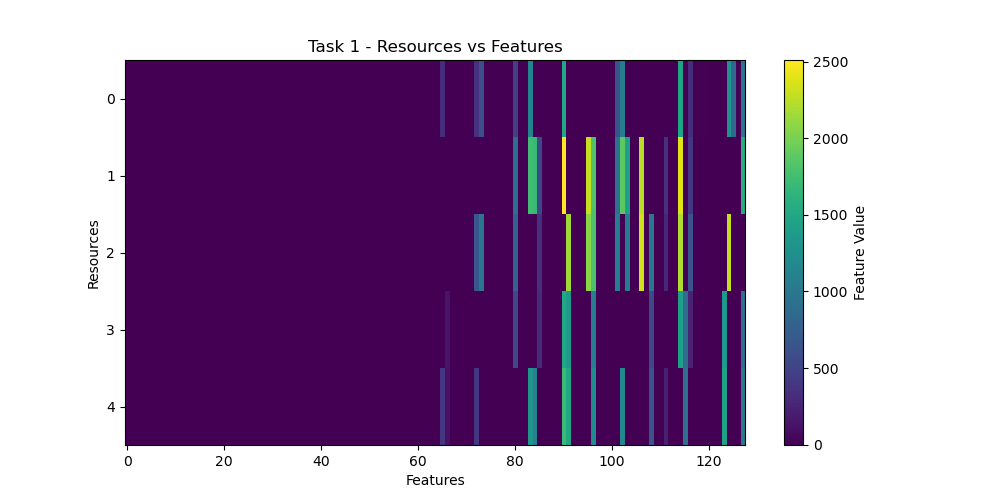 Task 1 - Resources vs Features
0
1
2
3
4
Resources
0 20 40 60 80 100 120
Features
2500
2000
1500
1000
500
0
Feature Value